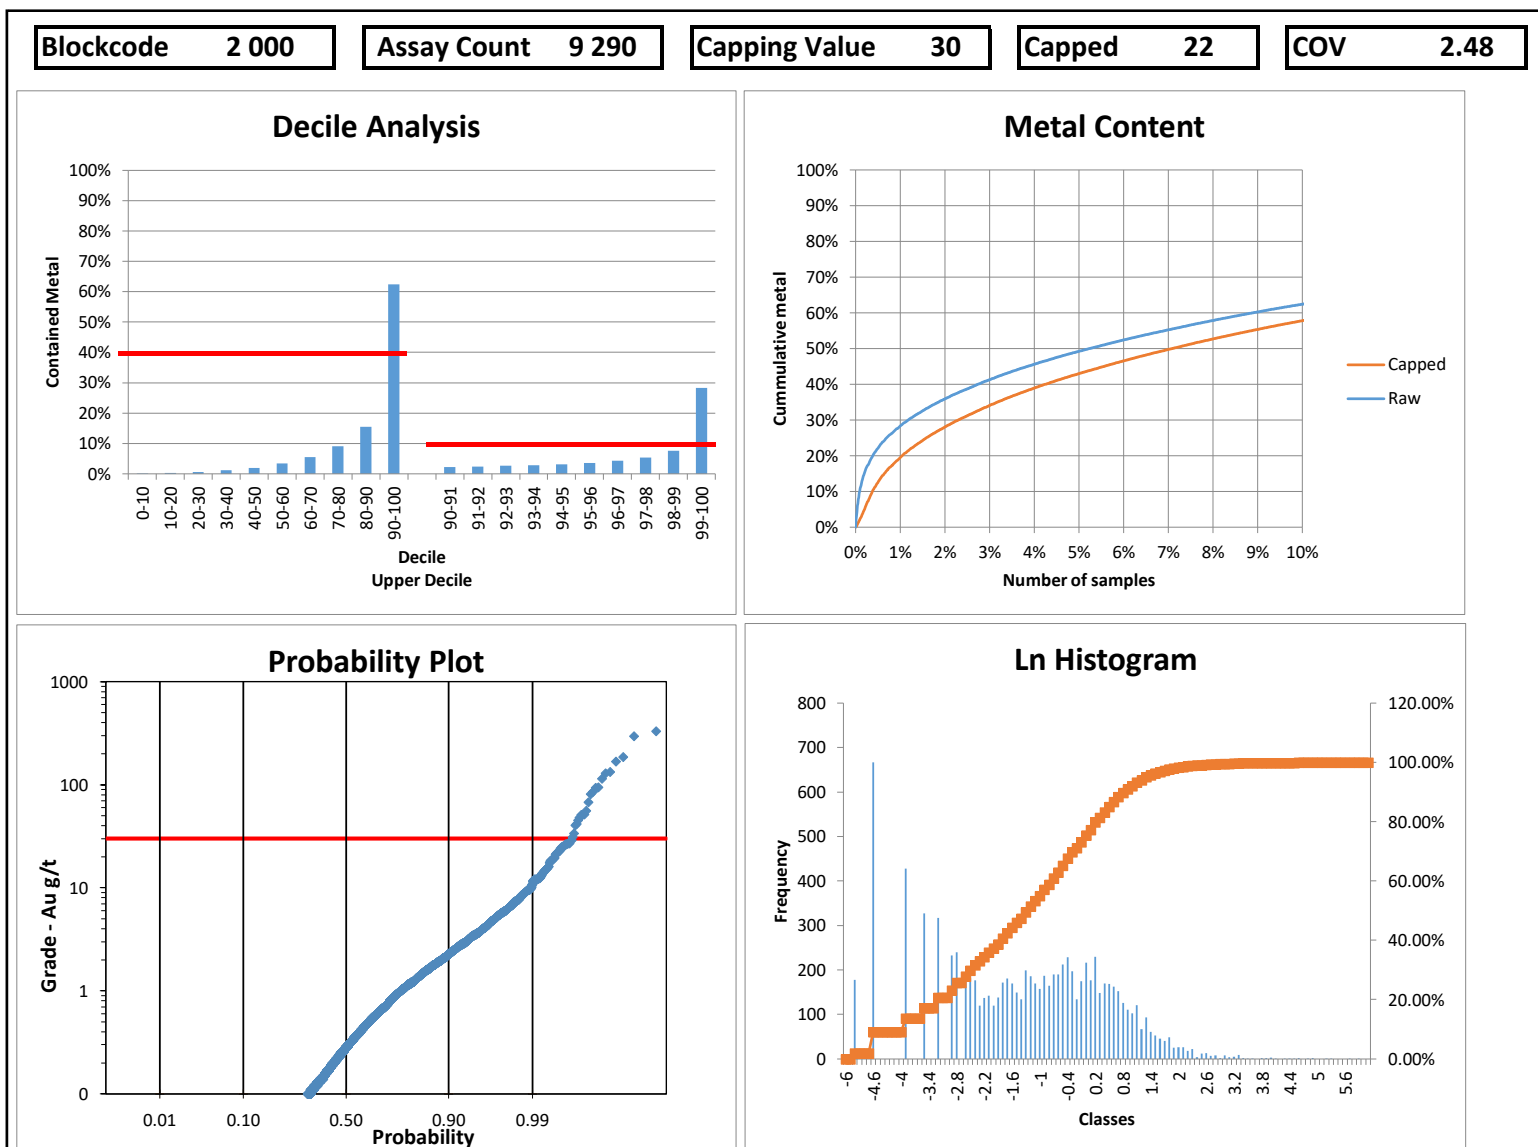 Blockcode 2 000 Assay Count 9 290 Capping Value 30 Capped 22 COV 2.48
Decile Analysis
Contained Metal
100%
90%
80%
70%
60%
50%
40%
30%
20%
10%
0%
0-10 10-20 20-30 30-40 40-50 50-60 60-70 70-80 80-90 90-100 90-91 91-92 92-93 93-94 94-95 95-96 96-97 97-98 98-99 99-100
Decile
Upper Decile
Metal Content
Cummulative metal
100%
90%
80%
70%
60%
50%
40%
30%
20%
10%
0%
0% 1% 2% 3% 4% 5% 6% 7% 8% 9% 10%
Number of samples
Capped
Raw
Probability Plot
Grade - Au g/t
1000
100
10
1
0
0.01 0.10 0.50 0.90 0.99
Probability
Ln Histogram
Frequency
800
700
600
500
400
300
200
100
0
120.00%
100.00%
80.00%
60.00%
40.00%
20.00%
0.00%
-6 -4.6 -4 -3.4 -2.8 -2.2 -1.6 -1 -0.4 0.2 0.8 1.4 2 2.6 3.2 3.8 4.4 5 5.6
Classes